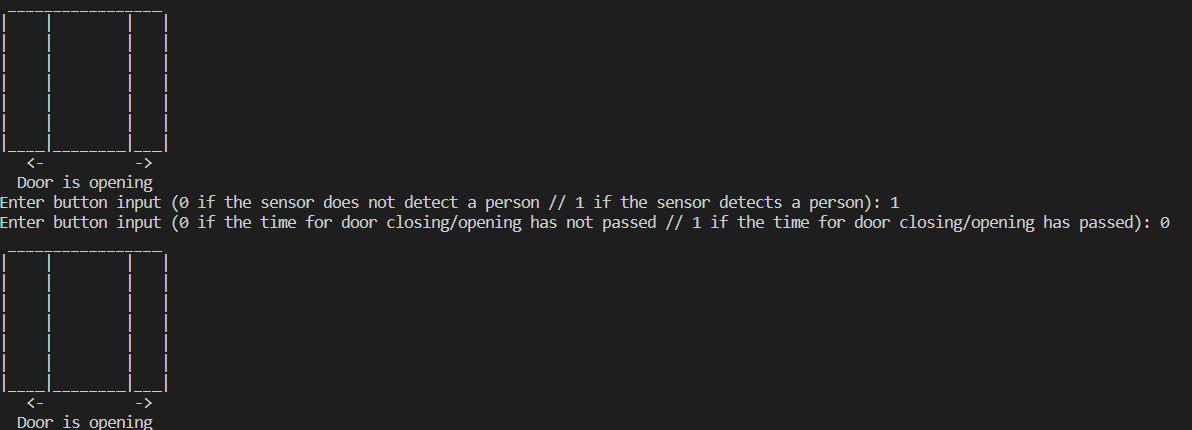 <-          ->
Door is opening
Enter button input (0 if the sensor does not detect a person // 1 if the sensor detects a person): 1
Enter button input (0 if the time for door closing/opening has not passed // 1 if the time for door closing/opening has passed): 0
<-          ->
Door is opening